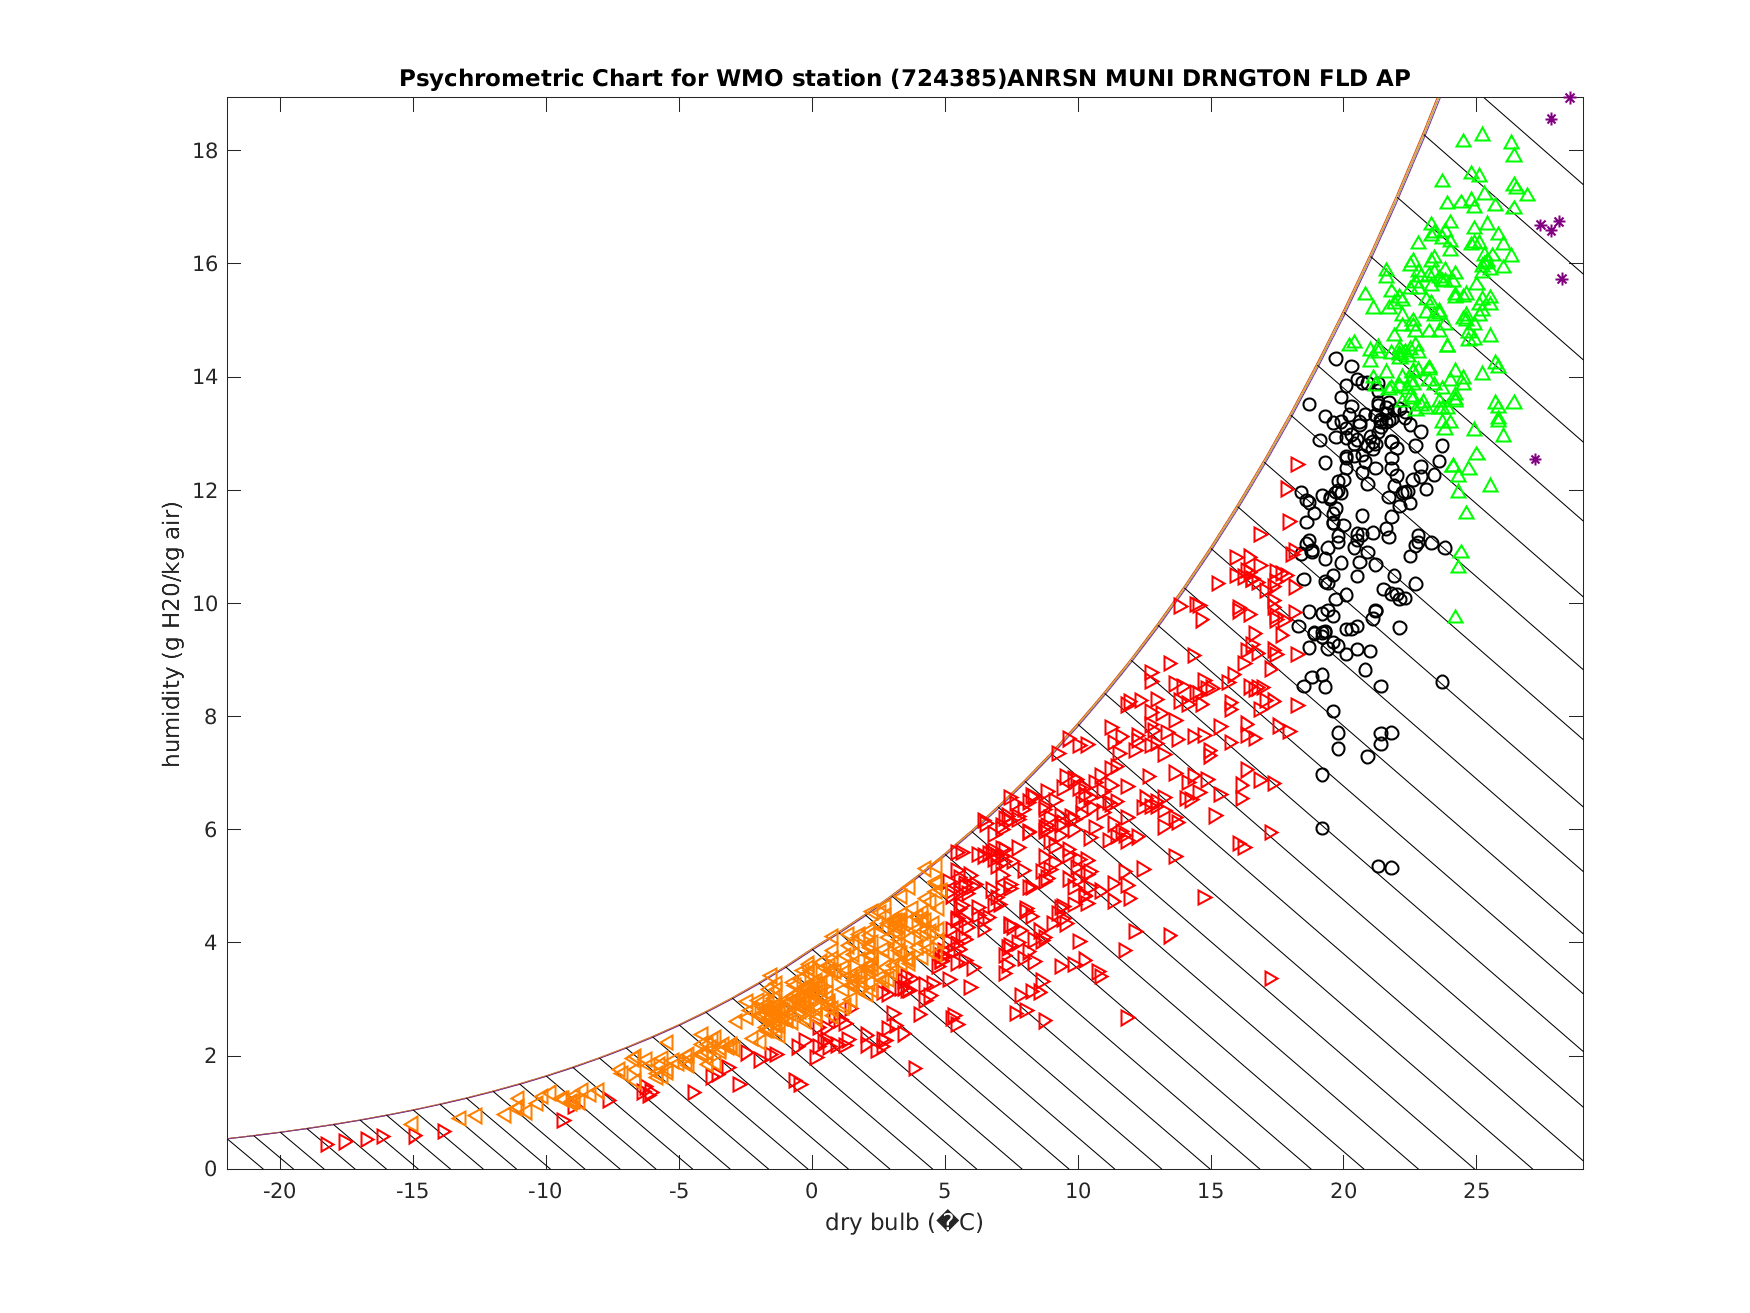 Psychrometric Chart for WMO station (724385)ANRSN MUNI DRNGTON FLD AP
18
16
14
12
10
8
6
4
2
0
humidity (g H20/kg air)
-20 -15 -10 -5 0 5 10 15 20 25
dry bulb (�C)